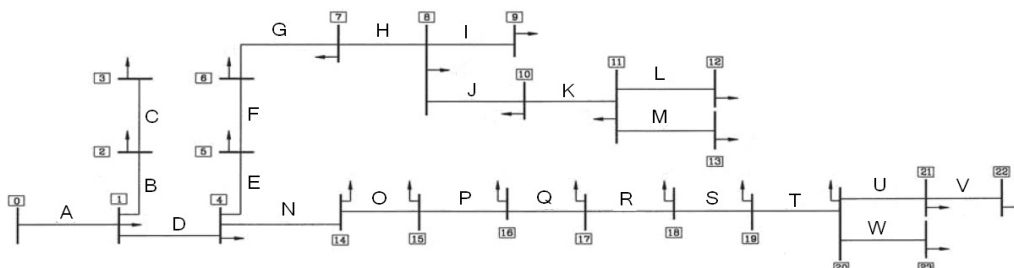 7 8 9
G H I
3 6 10 11 12
J K L
C F M
2 5 13
B E 21 22
0 1 4 U V
A D N O P Q R S T W
14 15 16 17 18 19